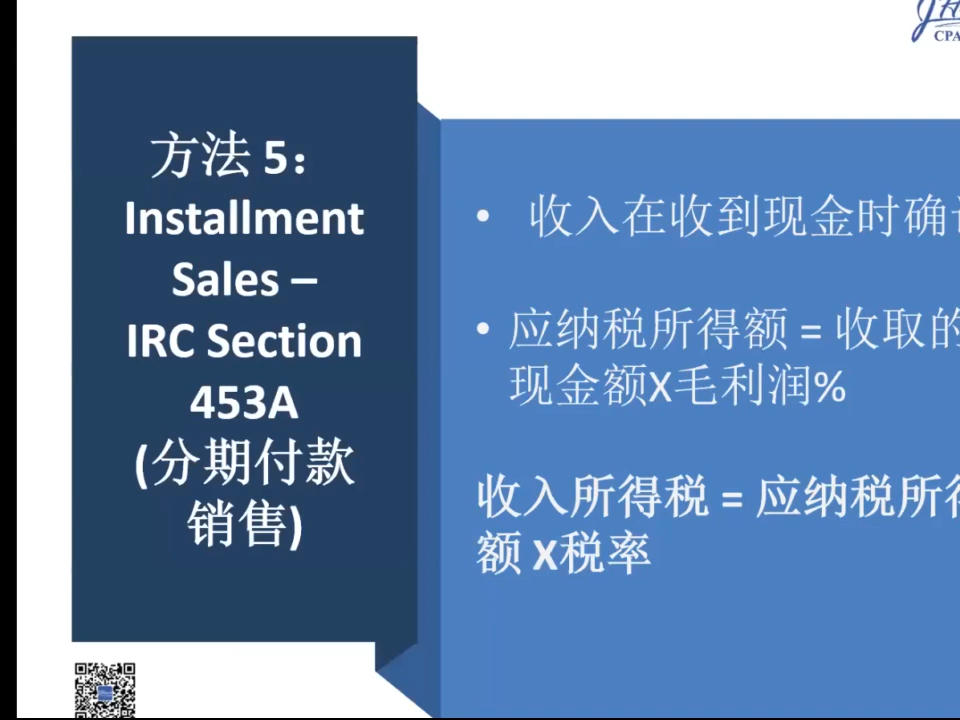 CPA
方法 5：
Installment
Sales –
IRC Section
453A
(分期付款
销售)
• 收入在收到现金时确
• 应纳税所得额 = 收取的
现金额X毛利润%
收入所得税 = 应纳税所得
额 X税率